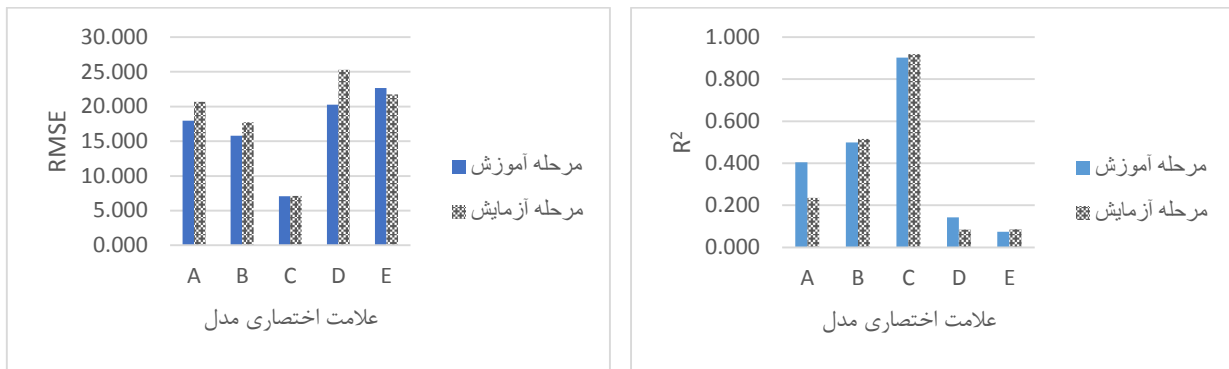 30.000
25.000
20.000
15.000
10.000
5.000
0.000
RMSE
A B C D E
علامت اختصاری مدل
مرحله آموزش
مرحله آزمایش
1.000
0.800
0.600
0.400
0.200
0.000
R²
A B C D E
علامت اختصاری مدل
مرحله آموزش
مرحله آزمایش